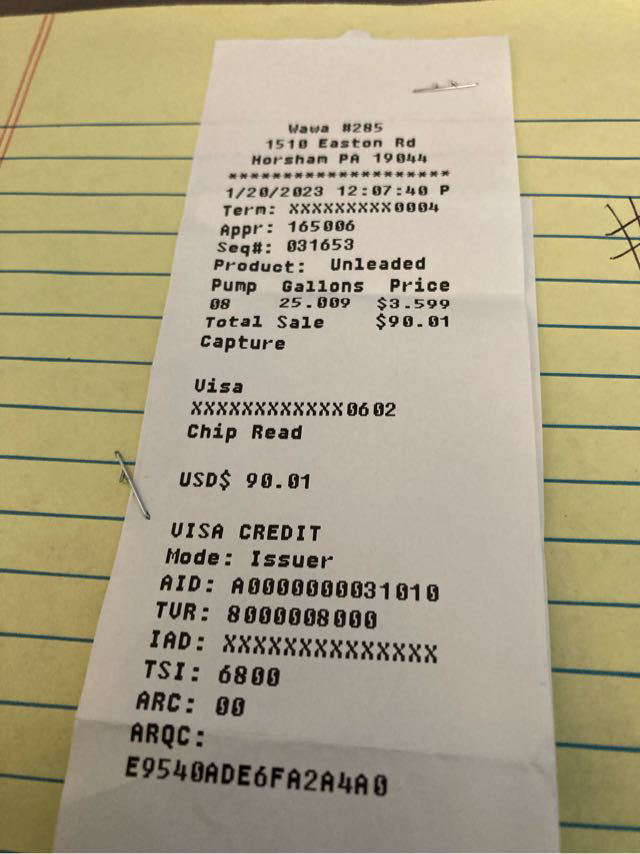 Wawa #285
1510 Easton Rd
Horsham PA 19044
********************
1/20/2023 12:07:40 P
Term: XXXXXXXXX0004
Appr: 165006
Seq#: 031653
Product: Unleaded
Pump Gallons Price
08 25.009 $3.599
Total Sale $90.01
Capture
Visa
XXXXXXXXXXXX0602
Chip Read
USD$ 90.01
VISA CREDIT
Mode: Issuer
AID: A0000000031010
TVR: 8000008000
IAD: XXXXXXXXXXXXXX
TSI: 6800
ARC: 00
ARQC:
E9540ADE6FA2A4A0